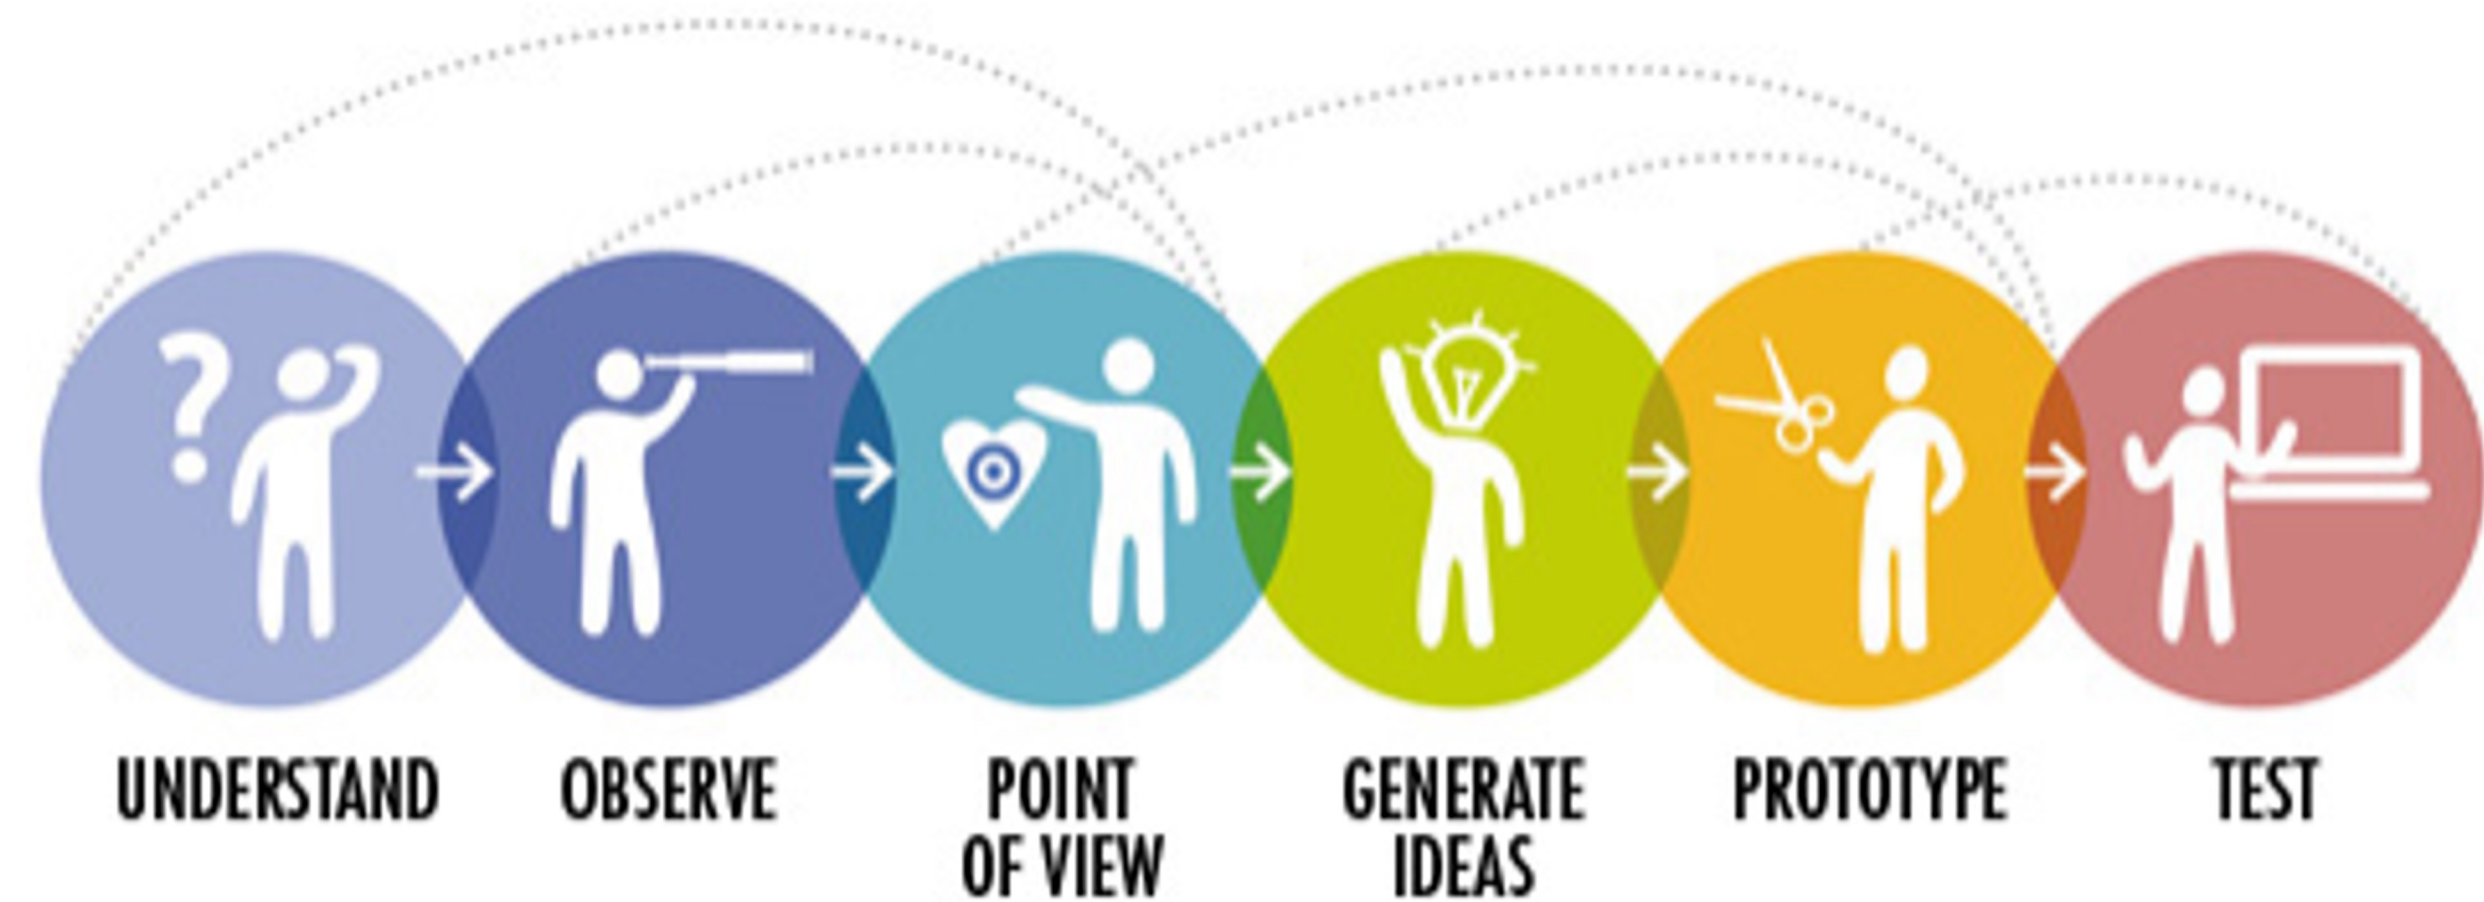 UNDERSTAND
OBSERVE
POINT
OF VIEW
GENERATE
IDEAS
PROTOTYPE
TEST